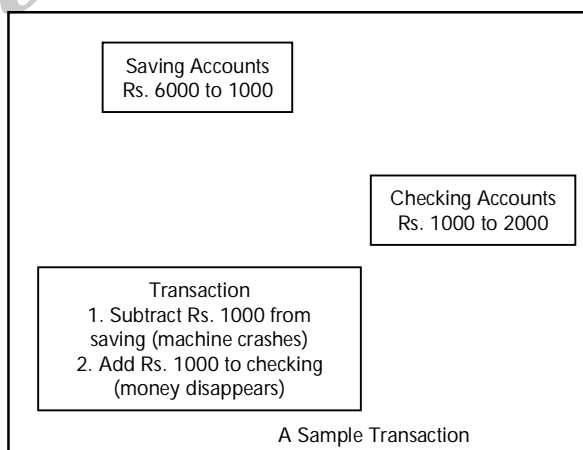 Saving Accounts
Rs. 6000 to 1000
Checking Accounts
Rs. 1000 to 2000
Transaction
1. Subtract Rs. 1000 from
saving (machine crashes)
2. Add Rs. 1000 to checking
(money disappears)
A Sample Transaction